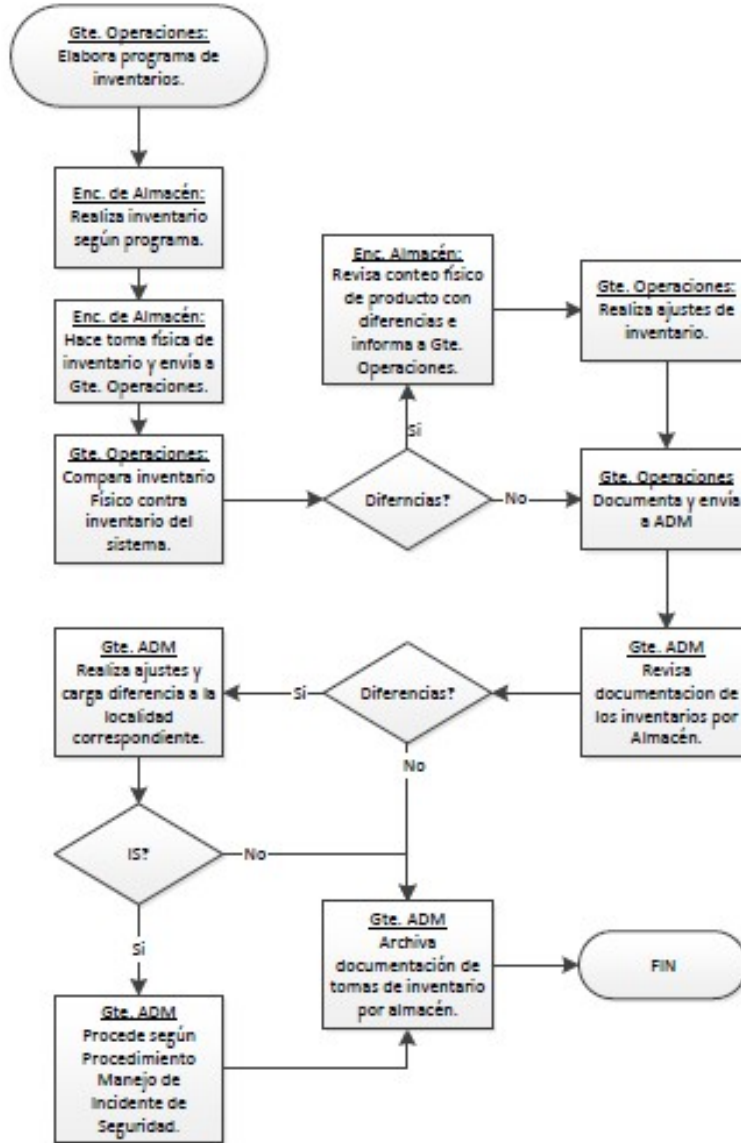 Gte. Operaciones:
Elabora programa de
inventarios.
Enc. de Almacén:
Realiza inventario
según programa.
Enc. de Almacén:
Hace toma física de
inventario y envía a
Gte. Operaciones.
Gte. Operaciones:
Compara inventario
Físico contra
inventario del
sistema.
Diferncias?
Sí
No
Enc. Almacén:
Revisa conteo físico
de producto con
diferencias e
informa a Gte.
Operaciones.
Gte. Operaciones:
Realiza ajustes de
inventario.
Gte. Operaciones
Documenta y envía
a ADM
Gte. ADM
Revisa
documentacion de
los inventarios por
Almacén.
Diferencias?
Sí
No
Gte. ADM
Realiza ajustes y
carga diferencia a la
localidad
correspondiente.
IS?
No
Sí
Gte. ADM
Procede según
Procedimiento
Manejo de
Incidente de
Seguridad.
Gte. ADM
Archiva
documentación de
tomas de inventario
por almacén.
FIN